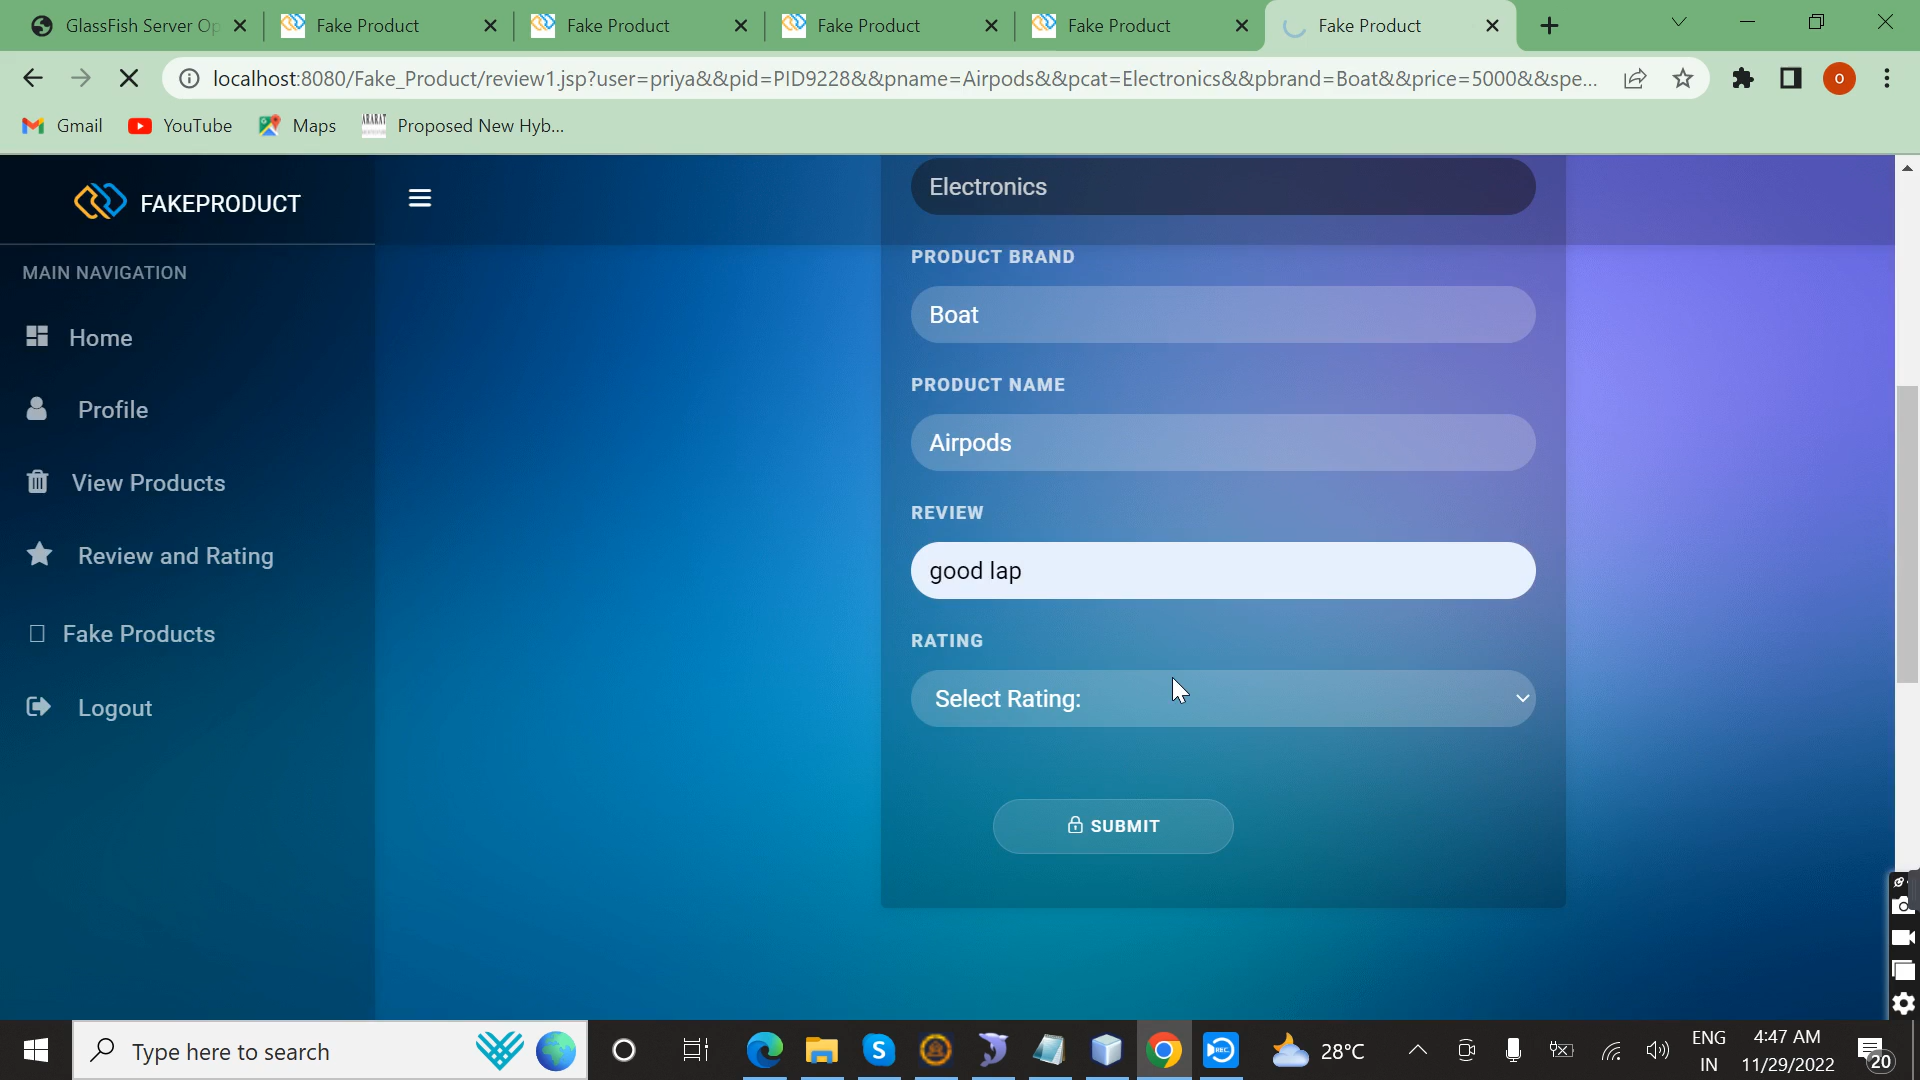 GlassFish Server Op
Fake Product
Fake Product
Fake Product
Fake Product
Fake Product
localhost:8080/Fake_Product/review1.jsp?user=priya&&pid=PID9228&&pname=Airpods&&pcat=Electronics&&pbrand=Boat&&price=5000&&spe...
o
Gmail
YouTube
Maps
ARARAT
Proposed New Hyb...
FAKEPRODUCT
MAIN NAVIGATION
Home
Profile
View Products
Review and Rating
Fake Products
Logout
Electronics
PRODUCT BRAND
Boat
PRODUCT NAME
Airpods
REVIEW
good lap
RATING
Select Rating:
SUBMIT
Type here to search
S
REC
28°C
ENG
IN
4:47 AM
11/29/2022
20